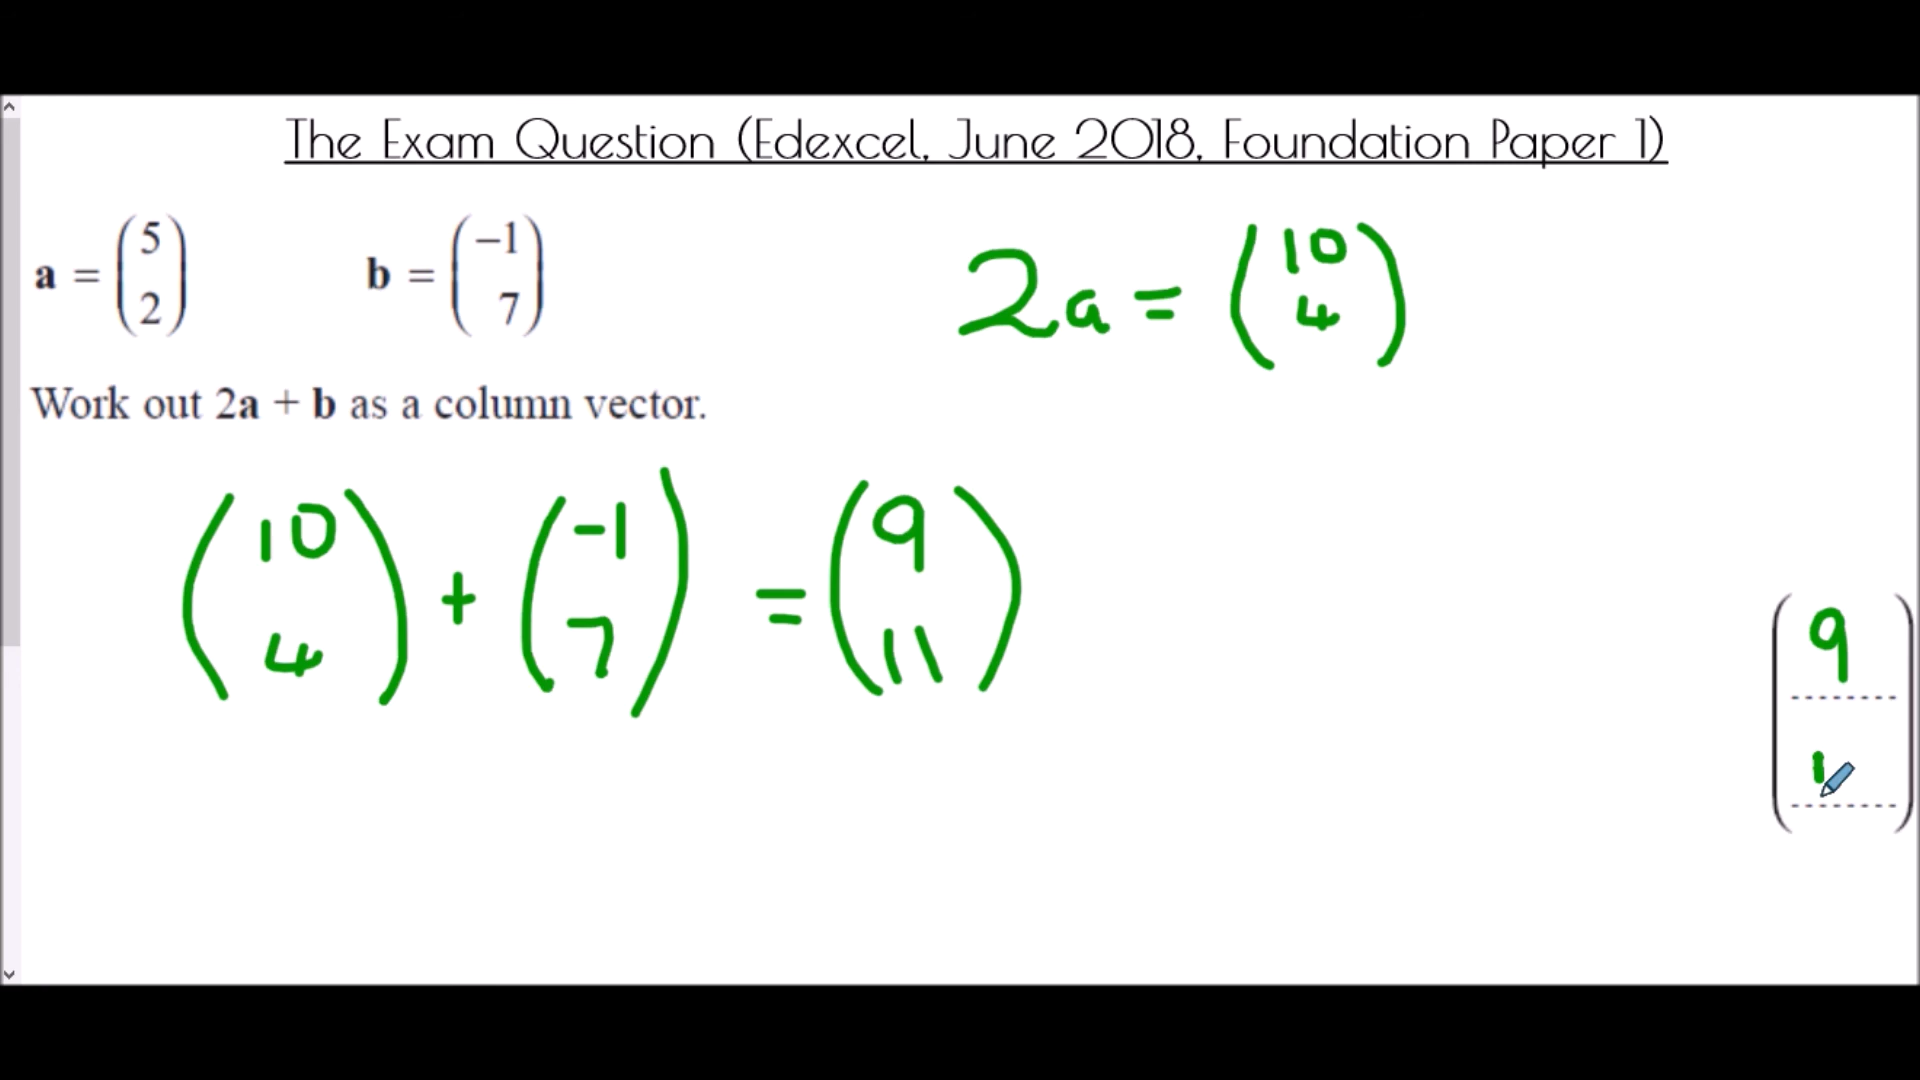 The Exam Question (Edexcel, June 2018, Foundation Paper 1)
a = (5 2) b = (−1 7) 2a = (10 4)
Work out 2a + b as a column vector.
(10 4) + (-1 7) = (9 11)
(9 1)